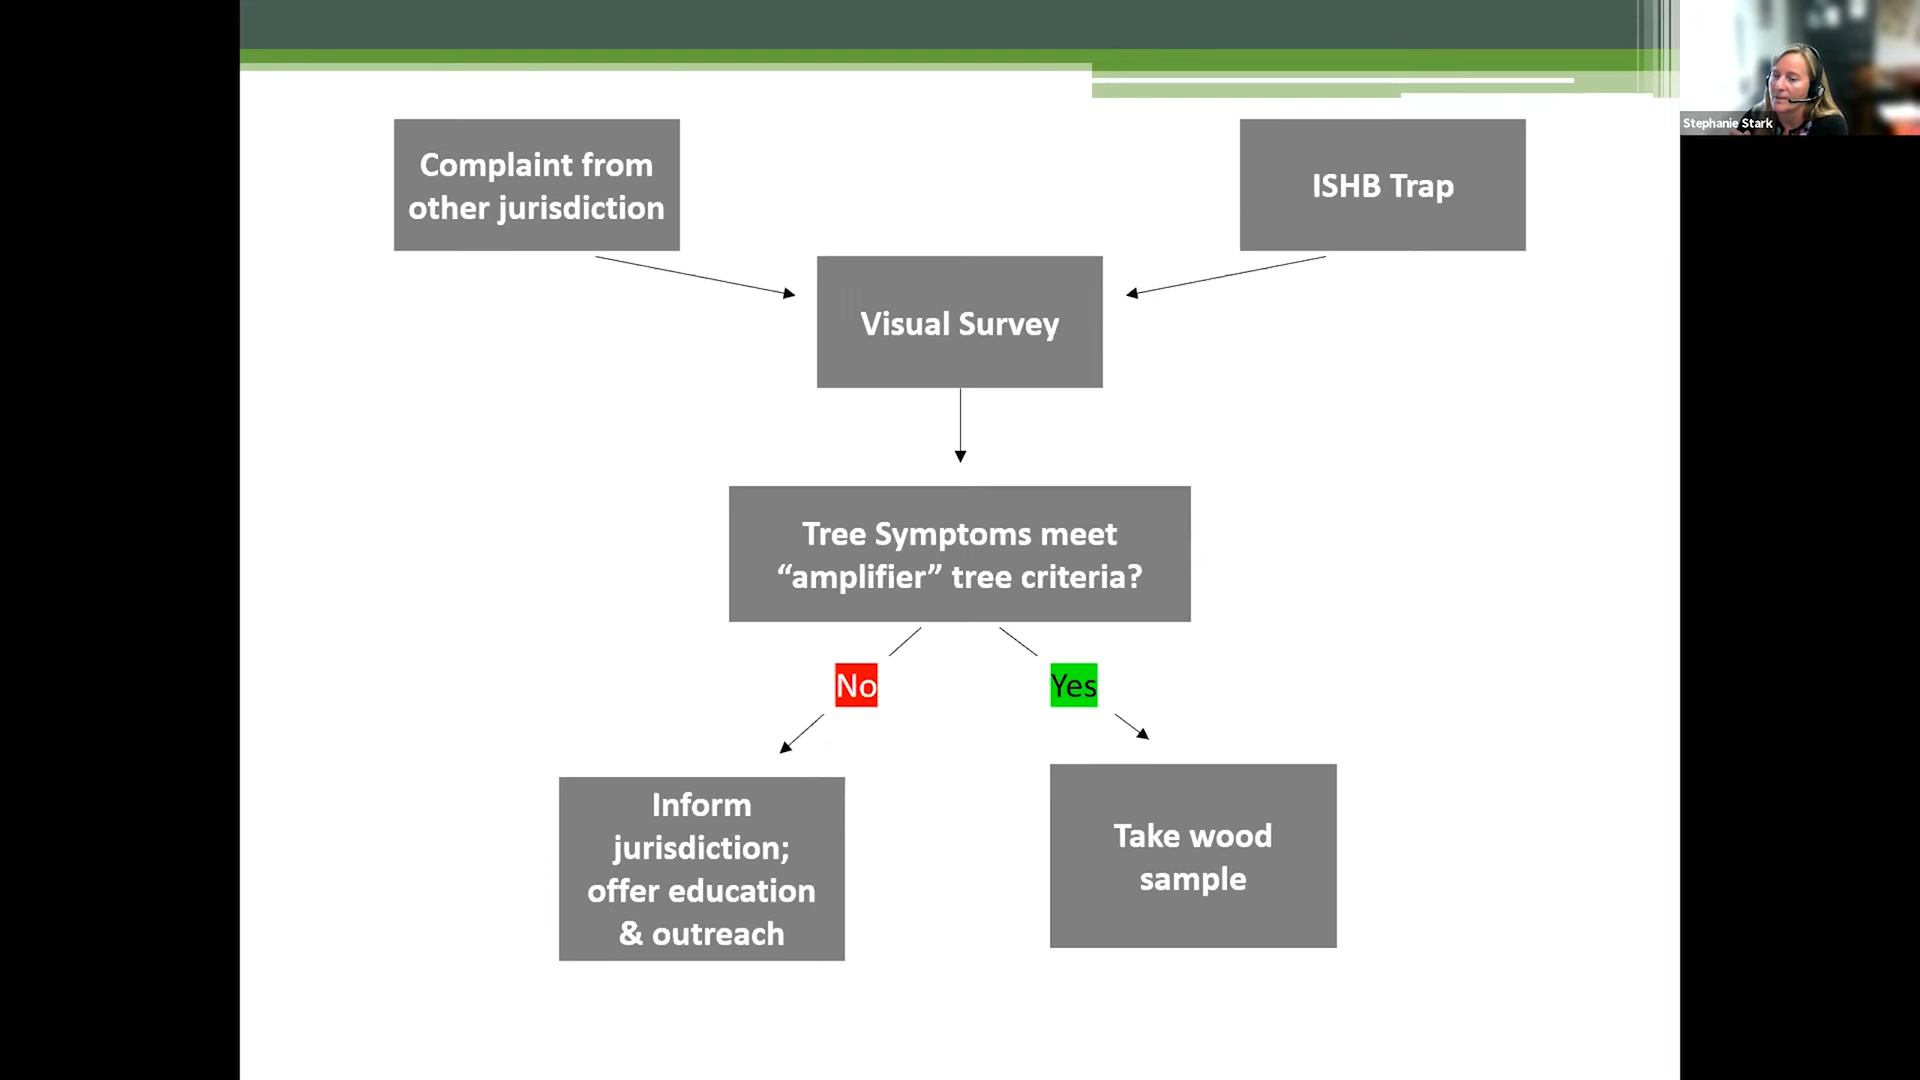 Stephanie Stark
Complaint from
other jurisdiction
ISHB Trap
Visual Survey
Tree Symptoms meet
“amplifier” tree criteria?
No
Yes
Inform
jurisdiction;
offer education
& outreach
Take wood
sample